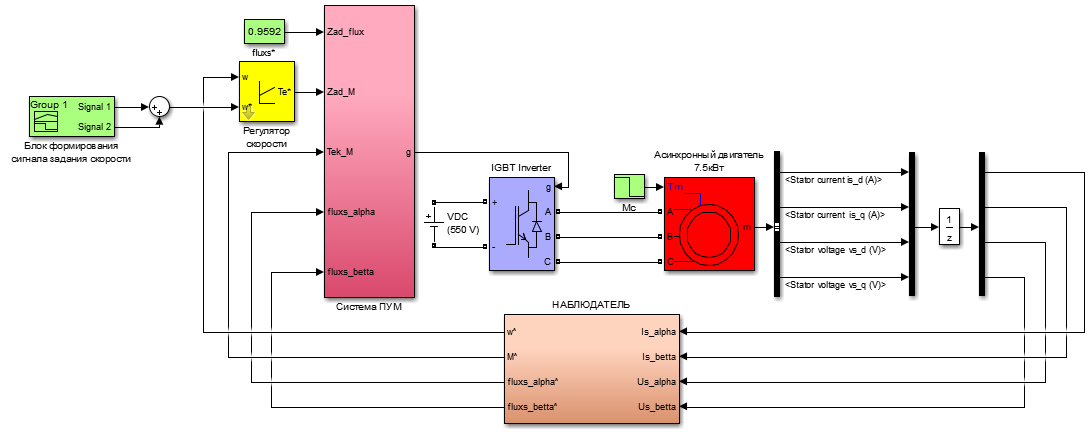 0.9592
fluxs*
Group 1
Signal 1
Signal 2
Блок формирования
сигнала задания скорости
+
+
w
w*
Te*
Регулятор
скорости
Zad_flux
Zad_M
Tek_M
fluxs_alpha
fluxs_betta
g
Система ПУМ
+
VDC
(550 V)
IGBT Inverter
+
-
g
A
B
C
Mc
Асинхронный двигатель
7.5кВт
Tm
A
B
C
m
<Stator current is_d (A)>
<Stator current is_q (A)>
<Stator voltage vs_d (V)>
<Stator voltage vs_q (V)>
1
z
НАБЛЮДАТЕЛЬ
w^
M^
fluxs_alpha^
fluxs_betta^
Is_alpha
Is_betta
Us_alpha
Us_betta